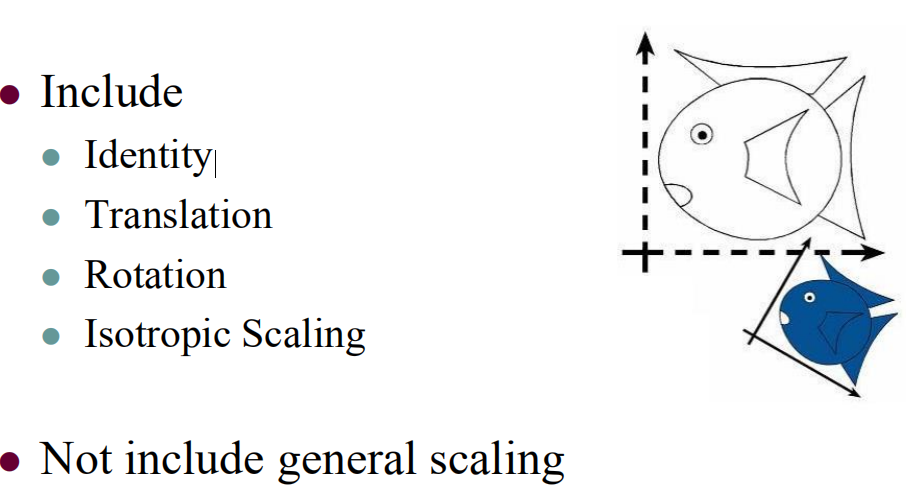 Include
Identity
Translation
Rotation
Isotropic Scaling
Not include general scaling